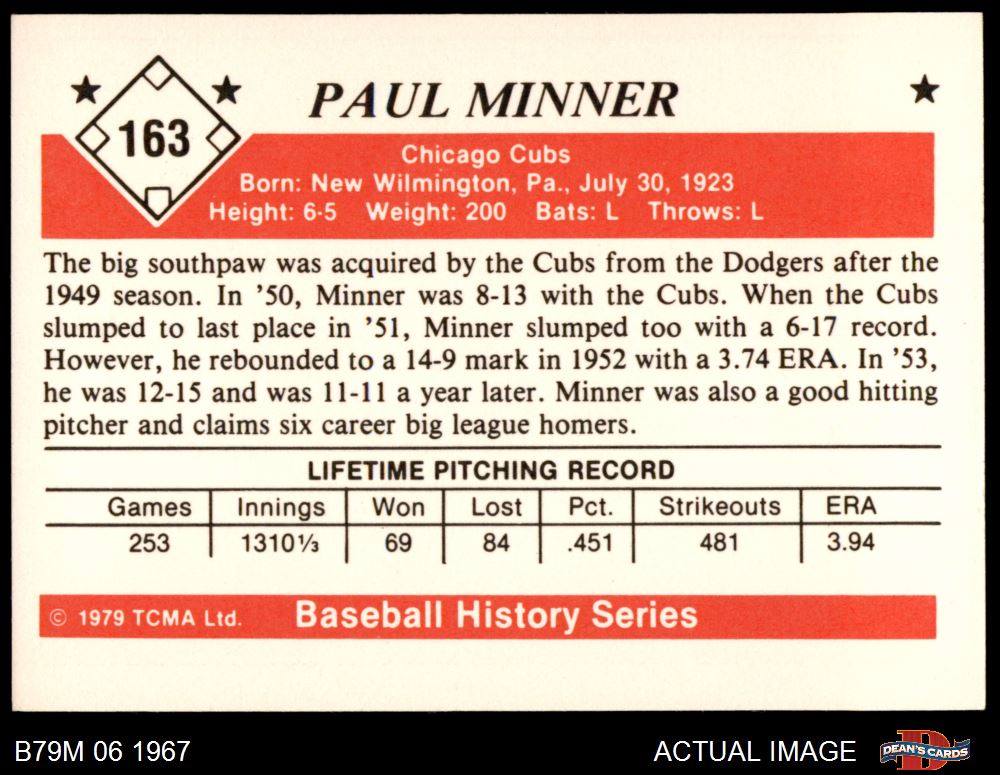 163
PAUL MINNER
Chicago Cubs
Born: New Wilmington, Pa., July 30, 1923
Height: 6-5 Weight: 200 Bats: L Throws: L
The big southpaw was acquired by the Cubs from the Dodgers after the
1949 season. In '50, Minner was 8-13 with the Cubs. When the Cubs
slumped to last place in '51, Minner slumped too with a 6-17 record.
However, he rebounded to a 14-9 mark in 1952 with a 3.74 ERA. In '53,
he was 12-15 and was 11-11 a year later. Minner was also a good hitting
pitcher and claims six career big league homers.
LIFETIME PITCHING RECORD
Games Innings Won Lost Pct. Strikeouts ERA
253 1310⅓ 69 84 .451 481 3.94
© 1979 TCMA Ltd. Baseball History Series
B79M 06 1967 ACTUAL IMAGE DEAN'S CARDS